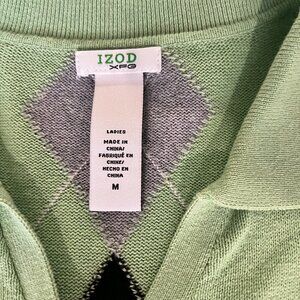 IZOD
XFG
LADIES
MADE IN
CHINA/
FABRIQUÉ EN
CHINE/
HECHO EN
CHINA
M